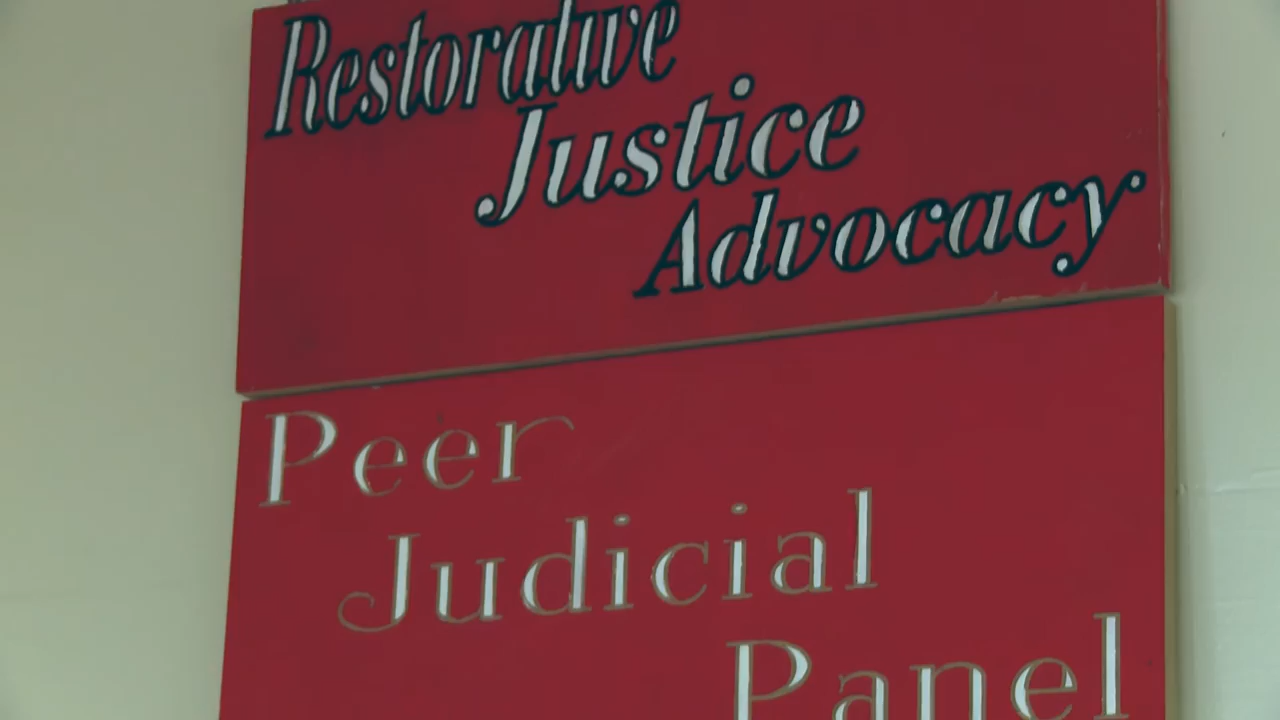 Restorative
Justice
Advocacy
Peer
Judicial
Panel